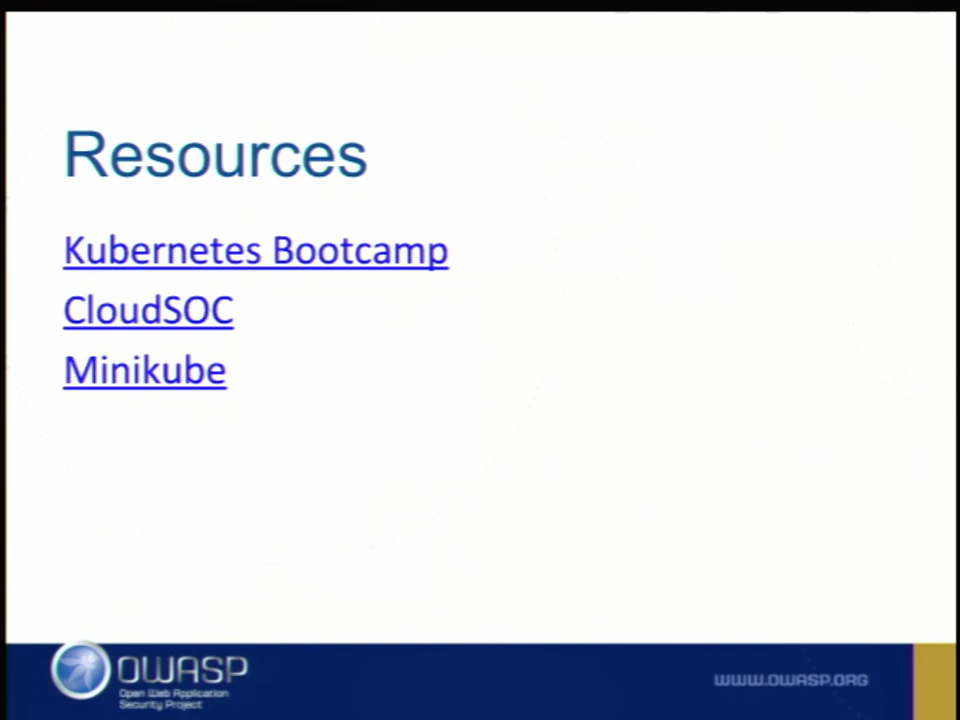 Resources
Kubernetes Bootcamp
CloudSOC
Minikube
OWASP
Open Web Application
Security Project
WWW.OWASP.ORG